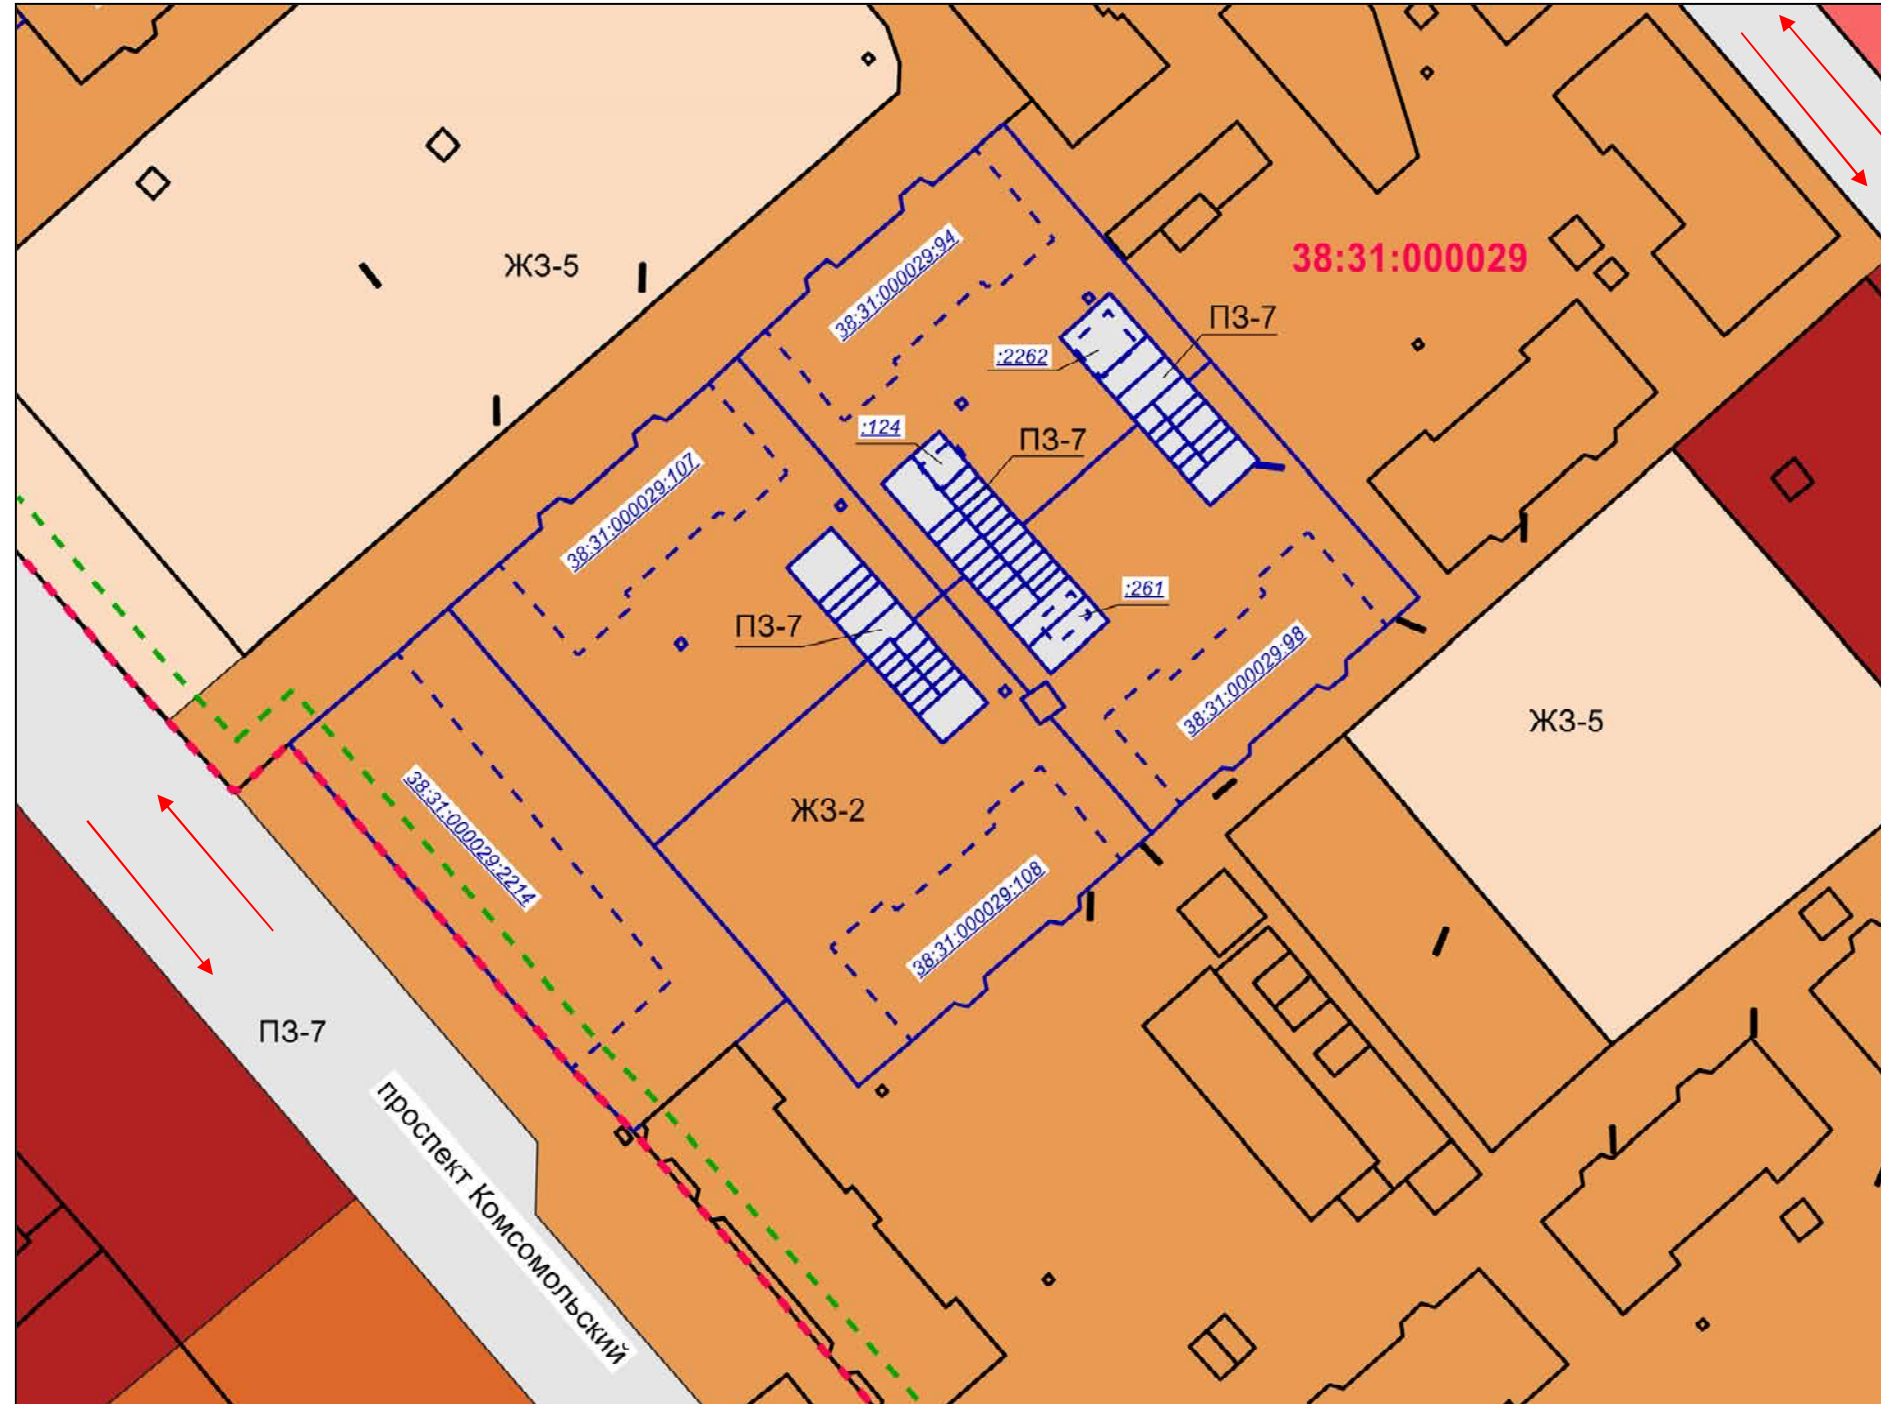 38:31:000029:94
38:31:000029
ЖЗ-5
ПЗ-7
:2262
:124
ПЗ-7
38:31:000029:107
:261
ПЗ-7
38:31:000029:98
ЖЗ-5
38:31:000029:2214
ЖЗ-2
38:31:000029:108
ПЗ-7
проспект Комсомольский